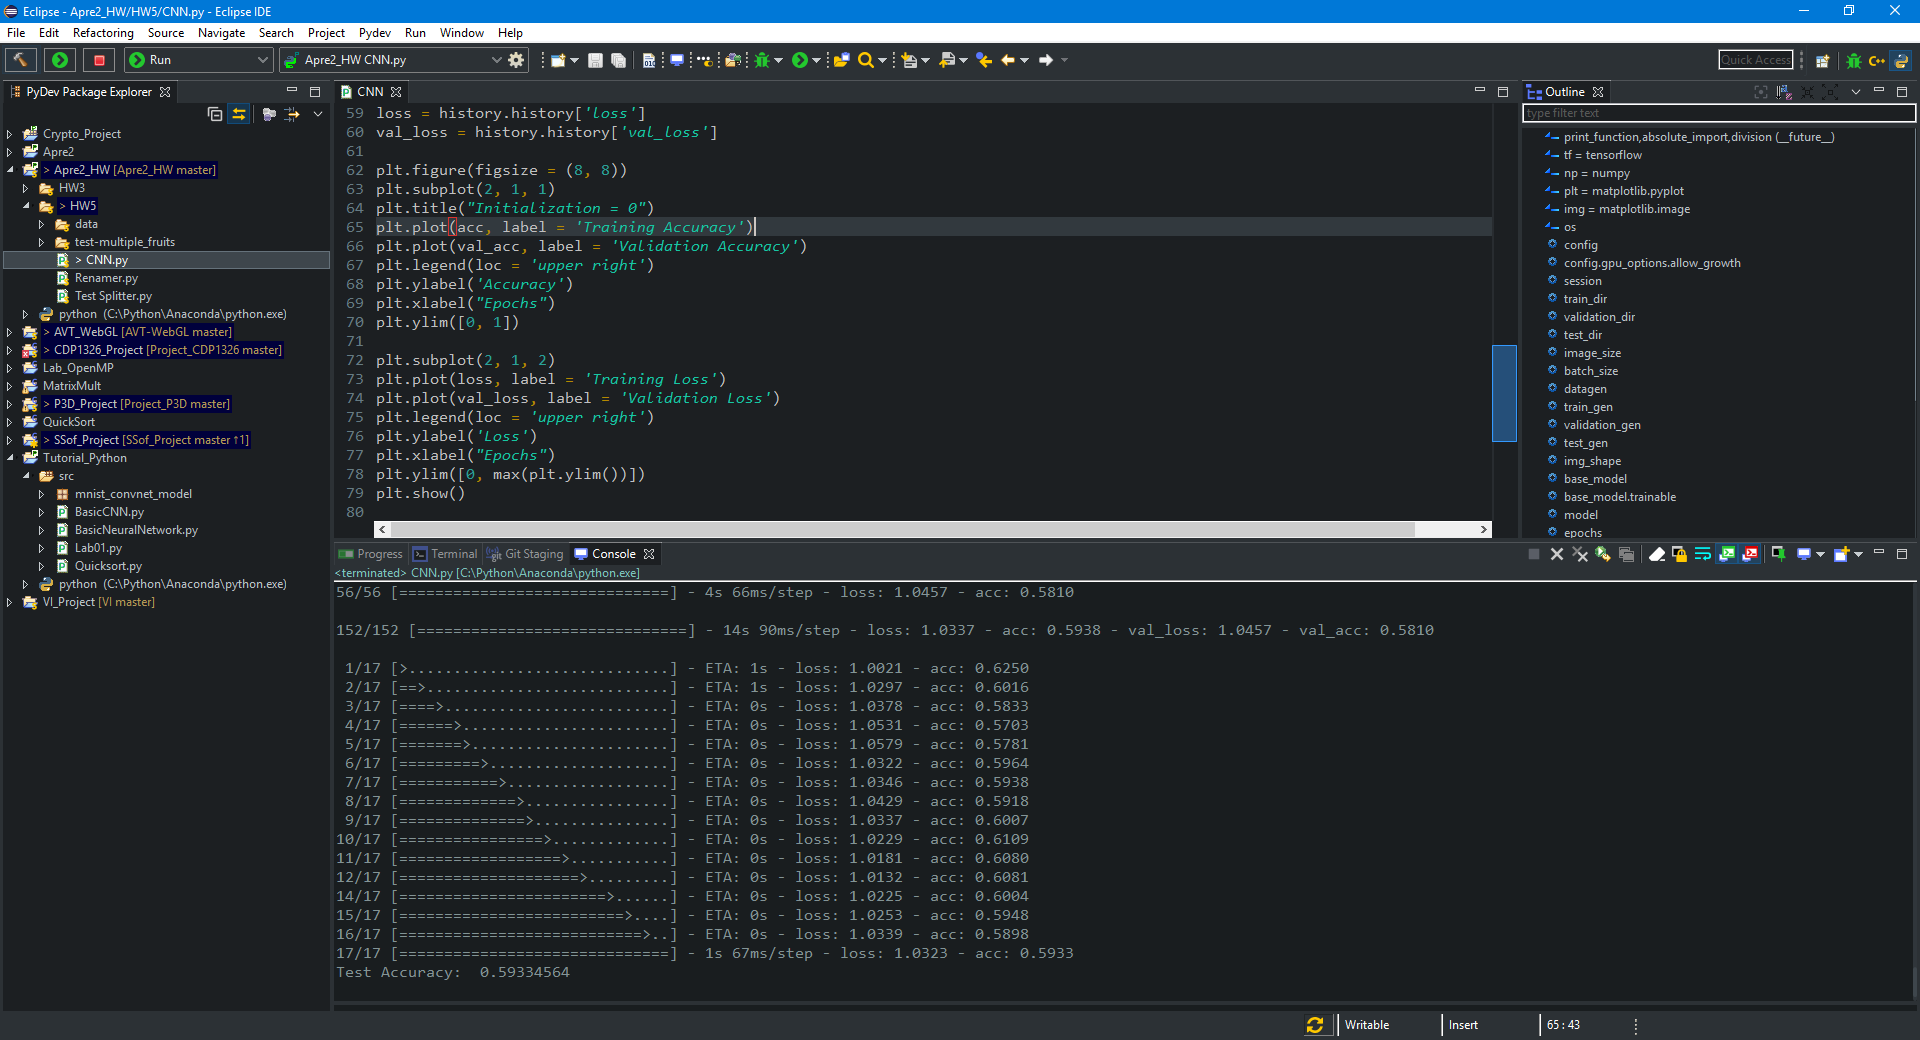 Eclipse - Apre2_HW/HW5/CNN.py - Eclipse IDE
File Edit Refactoring Source Navigate Search Project Pydev Run Window Help
Run
Apre2_HW CNN.py
Quick Access
PyDev Package Explorer
Crypto_Project
Apre2
> Apre2_HW [Apre2_HW master]
HW3
> HW5
data
test-multiple_fruits
> CNN.py
Renamer.py
Test Splitter.py
python (C:\Python\Anaconda\python.exe)
> AVT_WebGL [AVT-WebGL master]
> CDP1326_Project [Project_CDP1326 master]
Lab_OpenMP
MatrixMult
> P3D_Project [Project_P3D master]
QuickSort
> SSof_Project [SSof_Project master ↑1]
Tutorial_Python
src
mnist_convnet_model
BasicCNN.py
BasicNeuralNetwork.py
Lab01.py
Quicksort.py
python (C:\Python\Anaconda\python.exe)
VI_Project [VI master]
CNN
59 loss = history.history['loss']
60 val_loss = history.history['val_loss']
61
62 plt.figure(figsize = (8, 8))
63 plt.subplot(2, 1, 1)
64 plt.title("Initialization = 0")
65 plt.plot(acc, label = 'Training Accuracy')
66 plt.plot(val_acc, label = 'Validation Accuracy')
67 plt.legend(loc = 'upper right')
68 plt.ylabel('Accuracy')
69 plt.xlabel("Epochs")
70 plt.ylim([0, 1])
71
72 plt.subplot(2, 1, 2)
73 plt.plot(loss, label = 'Training Loss')
74 plt.plot(val_loss, label = 'Validation Loss')
75 plt.legend(loc = 'upper right')
76 plt.ylabel('Loss')
77 plt.xlabel("Epochs")
78 plt.ylim([0, max(plt.ylim())])
79 plt.show()
80
Outline
type filter text
print_function,absolute_import,division (__future__)
tf = tensorflow
np = numpy
plt = matplotlib.pyplot
img = matplotlib.image
os
config
config.gpu_options.allow_growth
session
train_dir
validation_dir
test_dir
image_size
batch_size
datagen
train_gen
validation_gen
test_gen
img_shape
base_model
base_model.trainable
model
epochs
Progress Terminal Git Staging Console
<terminated> CNN.py [C:\Python\Anaconda\python.exe]
56/56 [==============================] - 4s 66ms/step - loss: 1.0457 - acc: 0.5810
152/152 [==============================] - 14s 90ms/step - loss: 1.0337 - acc: 0.5938 - val_loss: 1.0457 - val_acc: 0.5810
1/17 [>.............................] - ETA: 1s - loss: 1.0021 - acc: 0.6250
2/17 [==>...........................] - ETA: 1s - loss: 1.0297 - acc: 0.6016
3/17 [====>.........................] - ETA: 0s - loss: 1.0378 - acc: 0.5833
4/17 [======>.......................] - ETA: 0s - loss: 1.0531 - acc: 0.5703
5/17 [=======>......................] - ETA: 0s - loss: 1.0579 - acc: 0.5781
6/17 [=========>....................] - ETA: 0s - loss: 1.0322 - acc: 0.5964
7/17 [===========>..................] - ETA: 0s - loss: 1.0346 - acc: 0.5938
8/17 [=============>................] - ETA: 0s - loss: 1.0429 - acc: 0.5918
9/17 [==============>...............] - ETA: 0s - loss: 1.0337 - acc: 0.6007
10/17 [================>.............] - ETA: 0s - loss: 1.0229 - acc: 0.6109
11/17 [==================>...........] - ETA: 0s - loss: 1.0181 - acc: 0.6080
12/17 [====================>.........] - ETA: 0s - loss: 1.0132 - acc: 0.6081
14/17 [=======================>......] - ETA: 0s - loss: 1.0225 - acc: 0.6004
15/17 [=========================>....] - ETA: 0s - loss: 1.0253 - acc: 0.5948
16/17 [===========================>..] - ETA: 0s - loss: 1.0339 - acc: 0.5898
17/17 [==============================] - 1s 67ms/step - loss: 1.0323 - acc: 0.5933
Test Accuracy:  0.59334564
Writable Insert 65 : 43